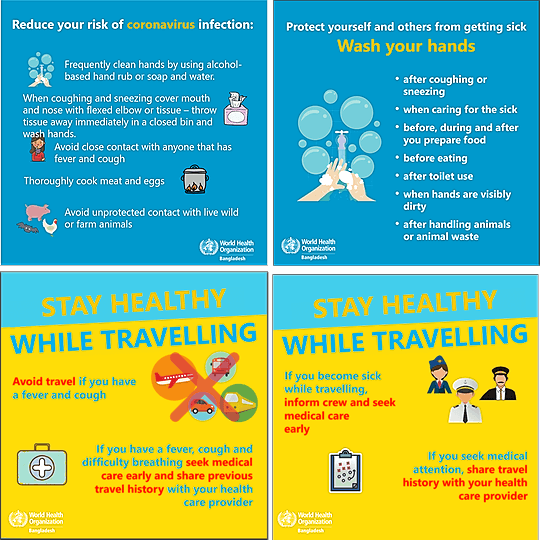 Reduce your risk of coronavirus infection:
Frequently clean hands by using alcohol-
based hand rub or soap and water.
When coughing and sneezing cover mouth
and nose with flexed elbow or tissue – throw
tissue away immediately in a closed bin and
wash hands.
Avoid close contact with anyone that has
fever and cough
Thoroughly cook meat and eggs
Avoid unprotected contact with live wild
or farm animals
World Health
Organization
Bangladesh
Protect yourself and others from getting sick
Wash your hands
• after coughing or
sneezing
• when caring for the sick
• before, during and after
you prepare food
• before eating
• after toilet use
• when hands are visibly
dirty
• after handling animals
or animal waste
World Health
Organization
Bangladesh
STAY HEALTHY
WHILE TRAVELLING
Avoid travel if you have
a fever and cough
If you have a fever, cough and
difficulty breathing seek medical
care early and share previous
travel history with your health
care provider
World Health
Organization
Bangladesh
STAY HEALTHY
WHILE TRAVELLING
If you become sick
while travelling,
inform crew and seek
medical care
early
If you seek medical
attention, share travel
history with your health
care provider
World Health
Organization
Bangladesh